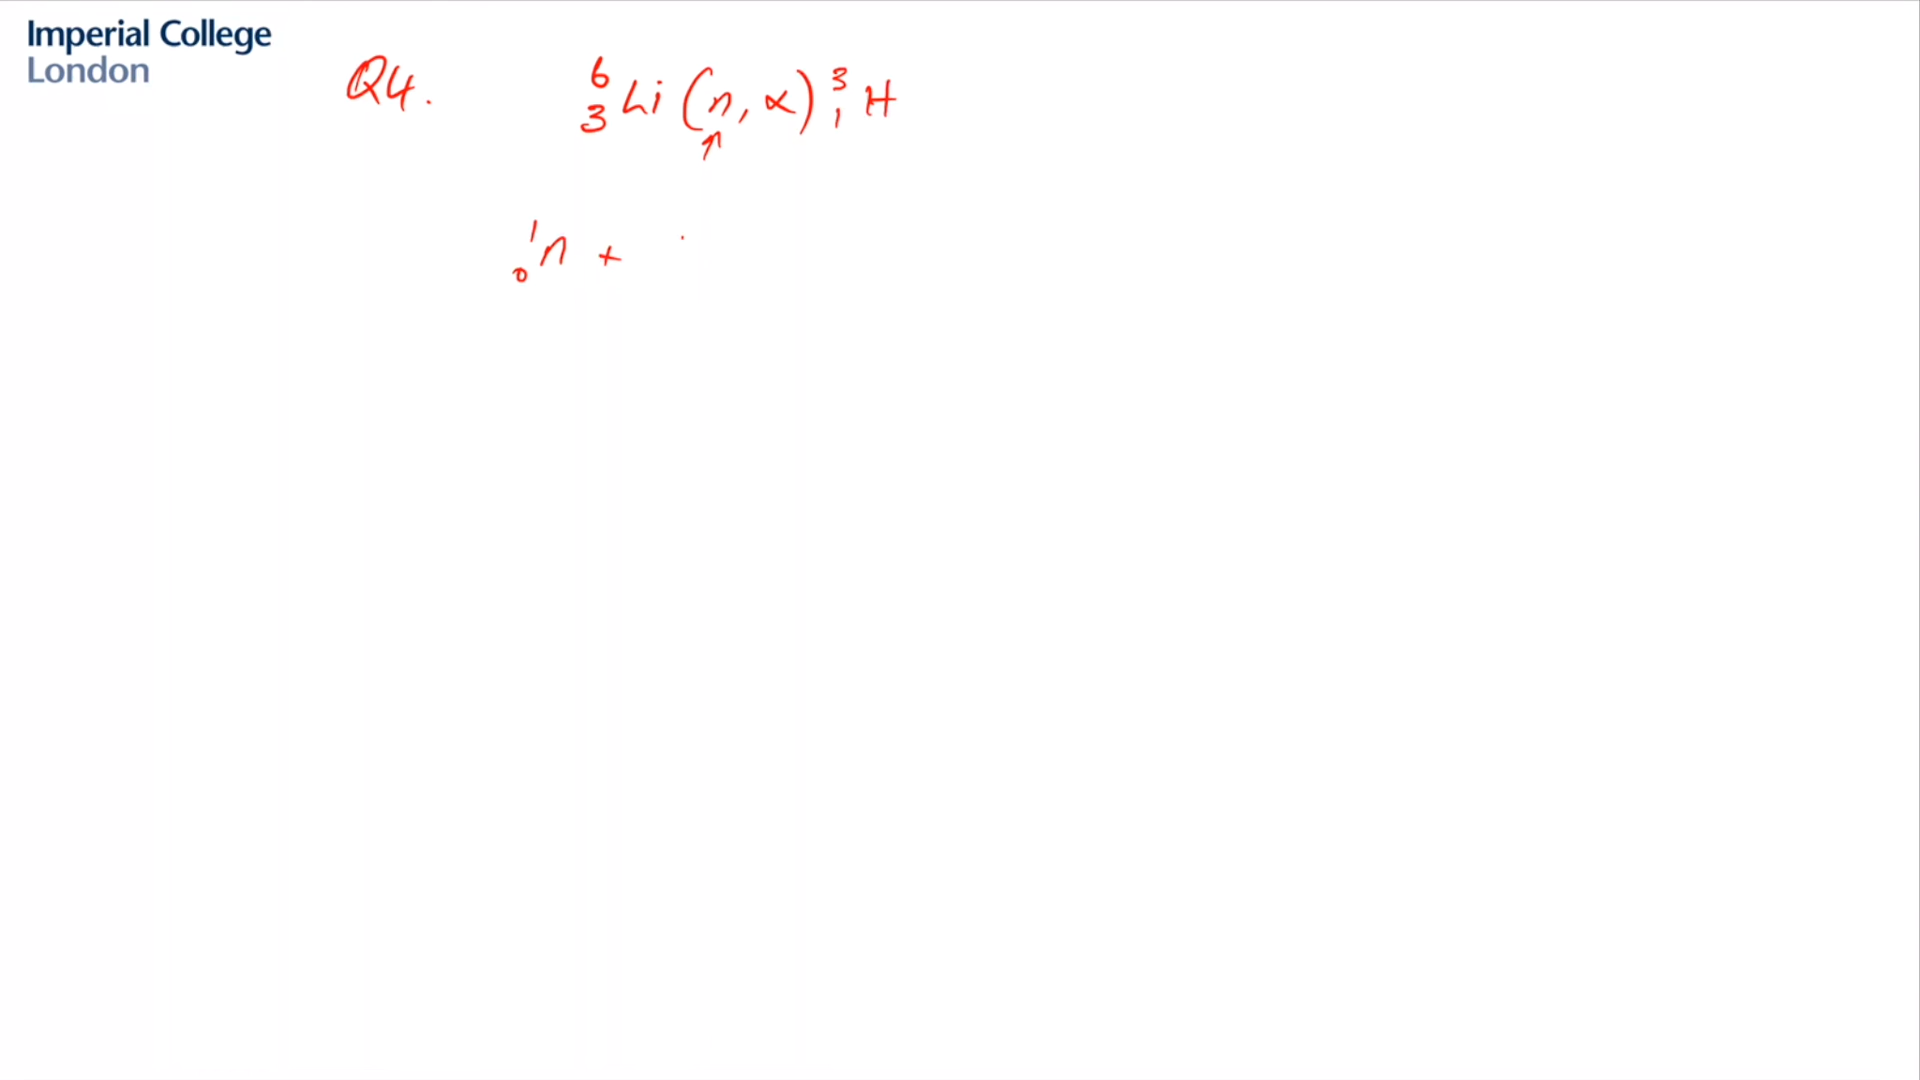 Imperial College
London
Q4. ⁶₃Li (n, α) ³₁H
¹₀n +